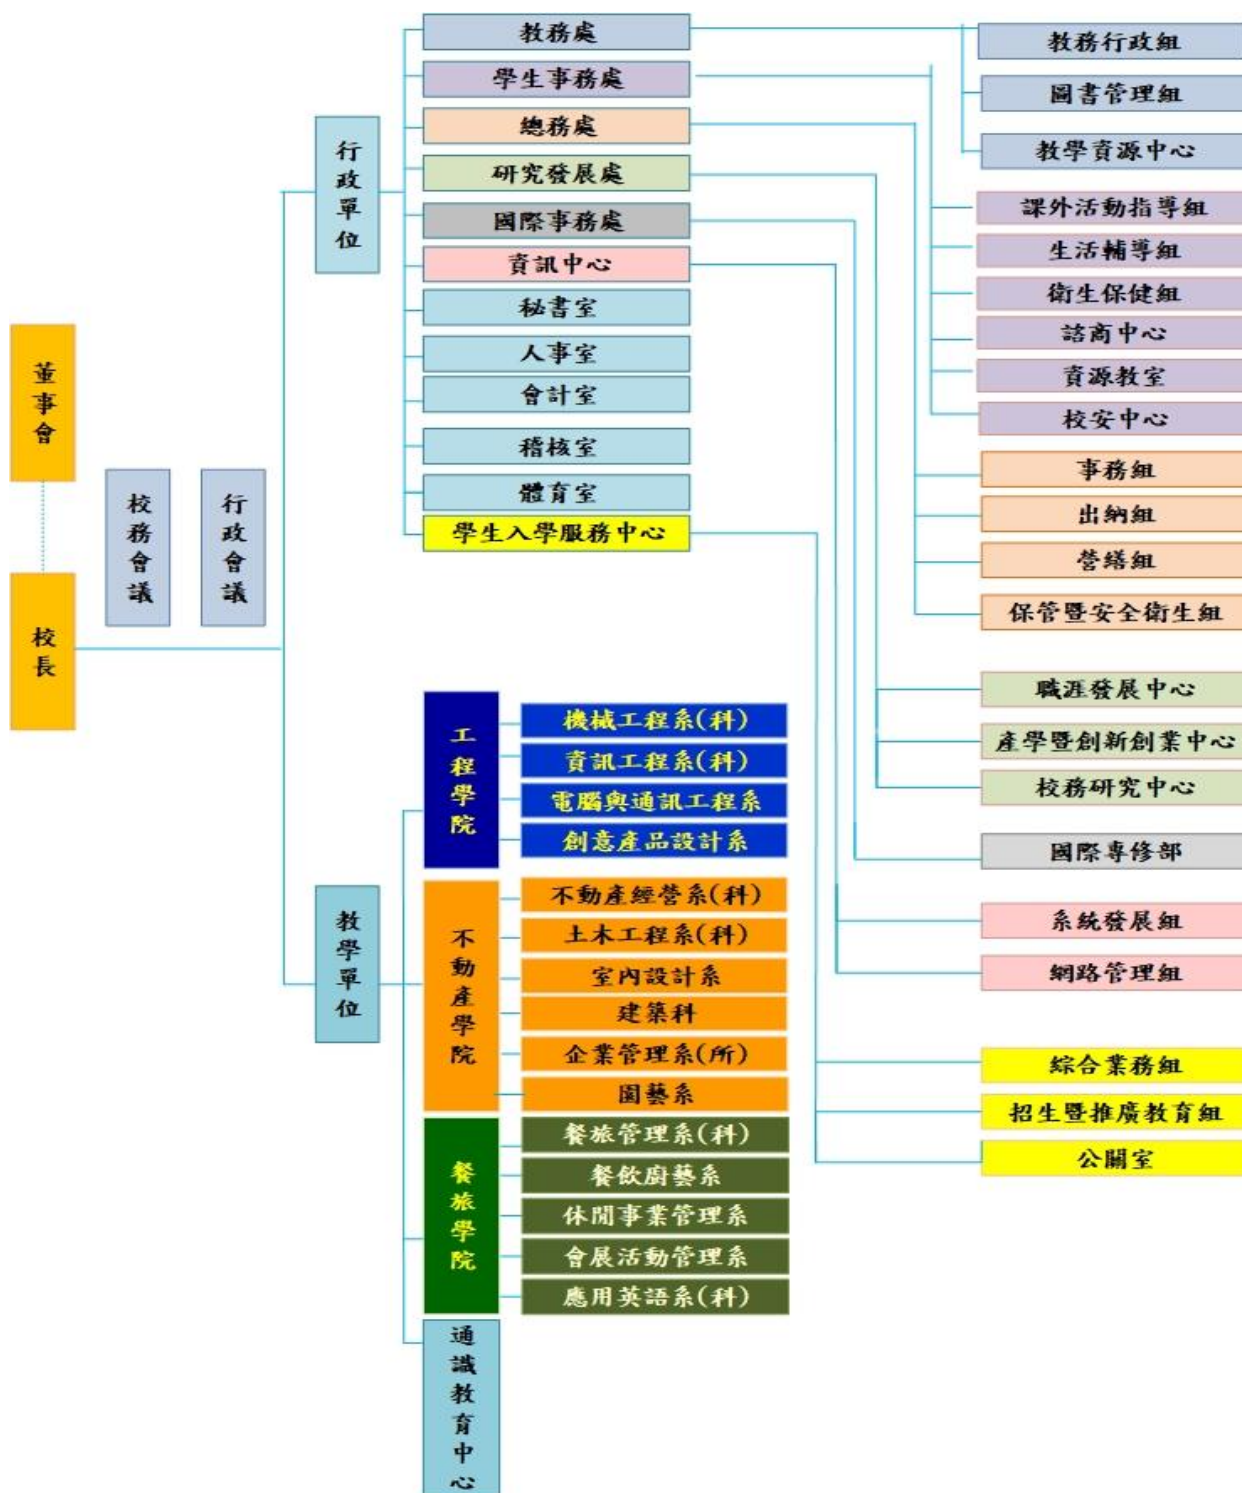 董事會
校長
校務會議
行政會議
行政單位
教務處
學生事務處
總務處
研究發展處
國際事務處
資訊中心
秘書室
人事室
會計室
稽核室
體育室
學生入學服務中心
教務行政組
圖書管理組
教學資源中心
課外活動指導組
生活輔導組
衛生保健組
諮商中心
資源教室
校安中心
事務組
出納組
營繕組
保管暨安全衛生組
職涯發展中心
產學暨創新創業中心
校務研究中心
國際專修部
系統發展組
網路管理組
綜合業務組
招生暨推廣教育組
公關室
教學單位
工程學院
機械工程系(科)
資訊工程系(科)
電腦與通訊工程系
創意產品設計系
不動產學院
不動產經營系(科)
土木工程系(科)
室內設計系
建築科
企業管理系(所)
園藝系
餐旅學院
餐旅管理系(科)
餐飲廚藝系
休閒事業管理系
會展活動管理系
應用英語系(科)
通識教育中心